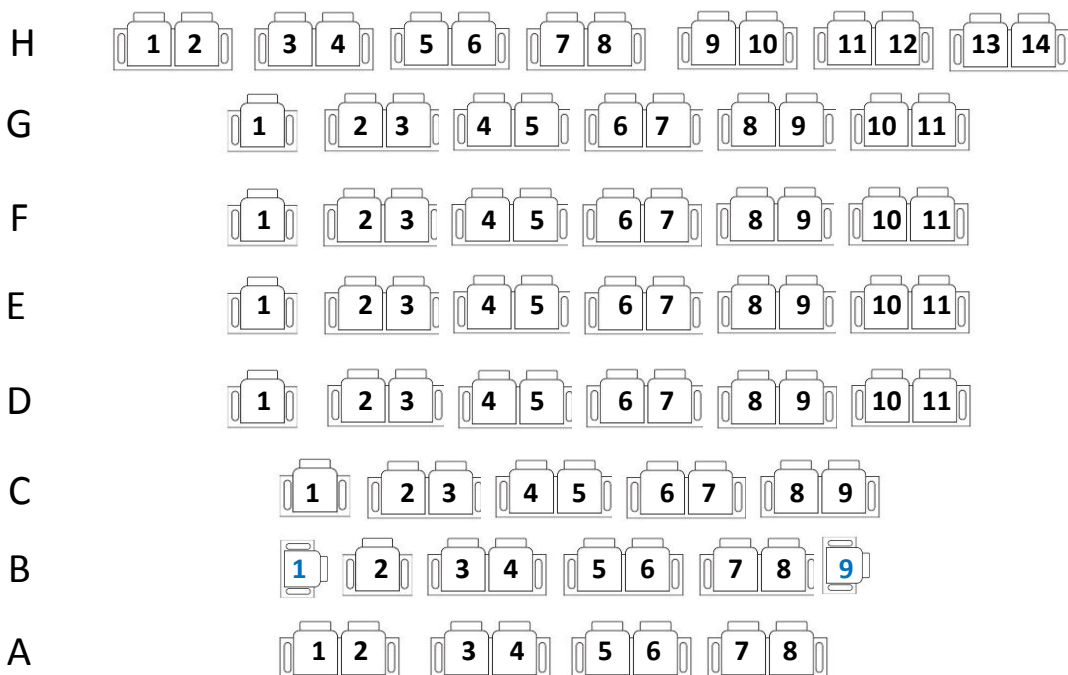 H 1 2 3 4 5 6 7 8 9 10 11 12 13 14
G 1 2 3 4 5 6 7 8 9 10 11
F 1 2 3 4 5 6 7 8 9 10 11
E 1 2 3 4 5 6 7 8 9 10 11
D 1 2 3 4 5 6 7 8 9 10 11
C 1 2 3 4 5 6 7 8 9
B 1 2 3 4 5 6 7 8 9
A 1 2 3 4 5 6 7 8